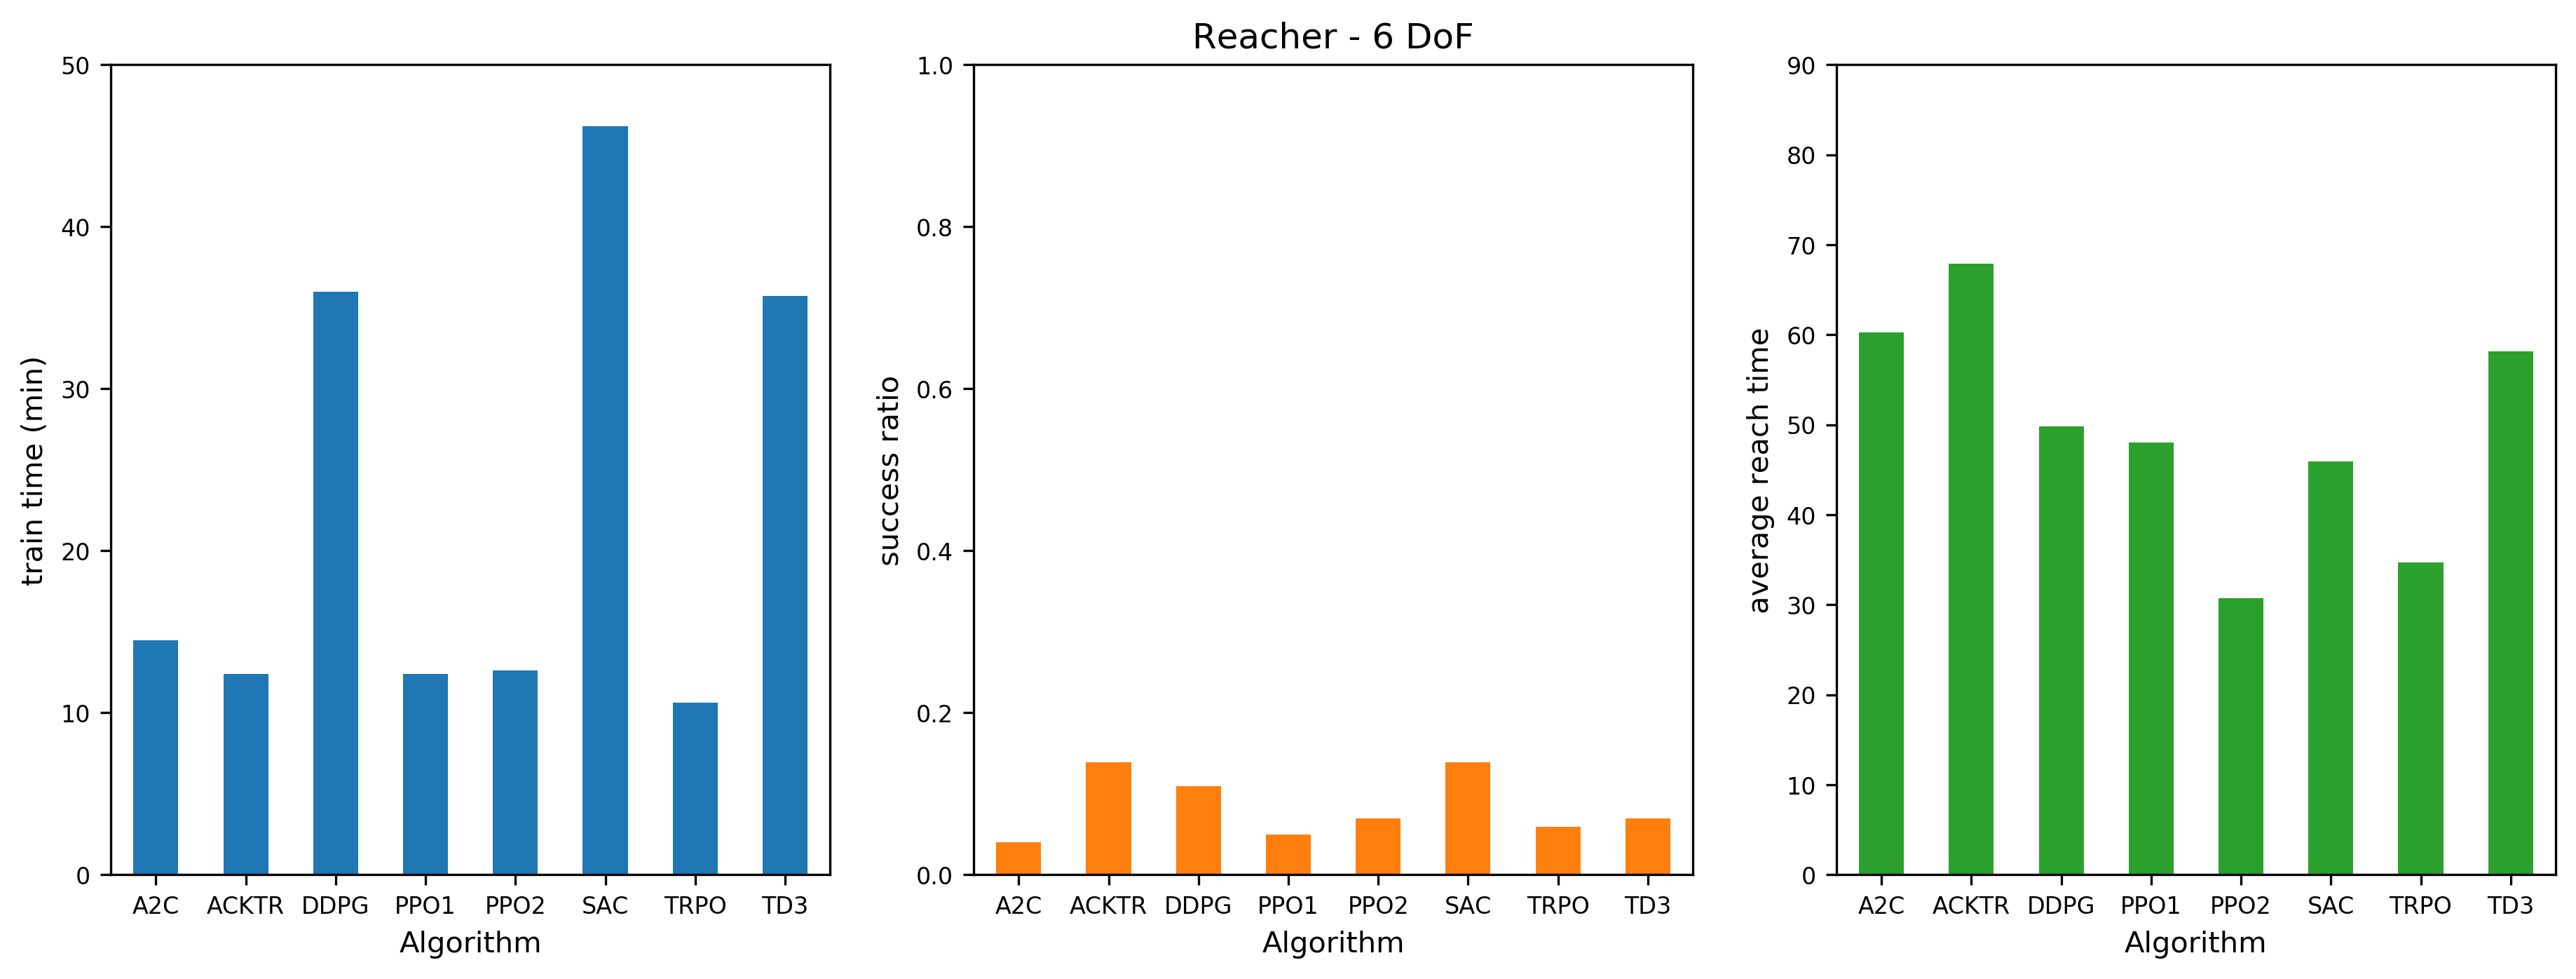 Reacher - 6 DoF
train time (min)
50
40
30
20
10
0
A2C ACKTR DDPG PPO1 PPO2 SAC TRPO TD3
Algorithm
success ratio
1.0
0.8
0.6
0.4
0.2
0.0
A2C ACKTR DDPG PPO1 PPO2 SAC TRPO TD3
Algorithm
average reach time
90
80
70
60
50
40
30
20
10
0
A2C ACKTR DDPG PPO1 PPO2 SAC TRPO TD3
Algorithm